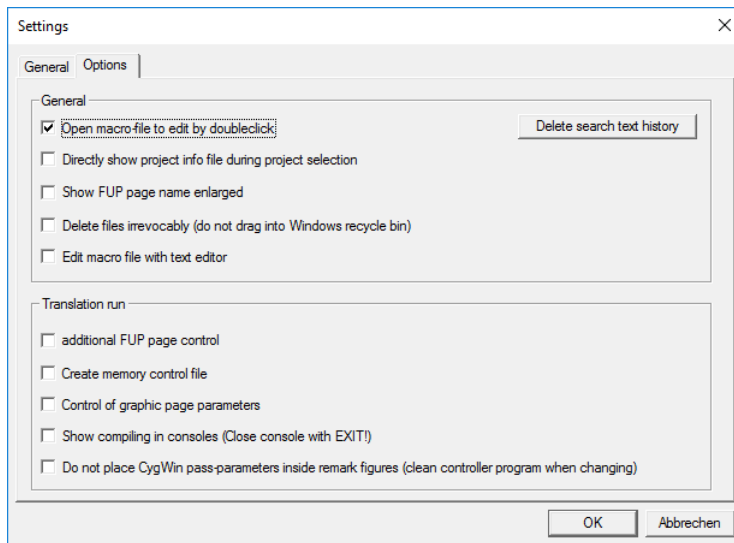 Settings
General Options
General
Open macro-file to edit by doubleclick
Delete search text history
Directly show project info file during project selection
Show FUP page name enlarged
Delete files irrevocably (do not drag into Windows recycle bin)
Edit macro file with text editor
Translation run
additional FUP page control
Create memory control file
Control of graphic page parameters
Show compiling in consoles (Close console with EXIT!)
Do not place CygWin pass-parameters inside remark figures (clean controller program when changing)
OK Abbrechen